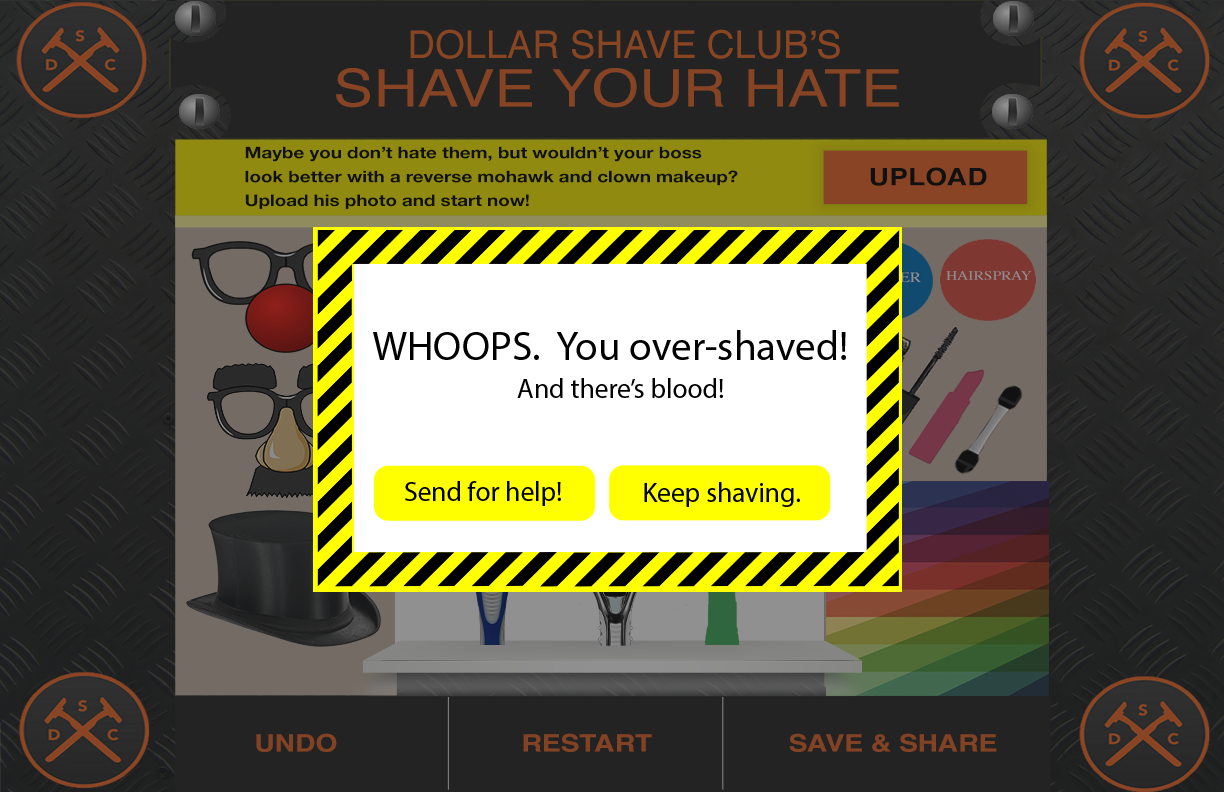 S
D C
S
D C
DOLLAR SHAVE CLUB'S
SHAVE YOUR HATE
Maybe you don't hate them, but wouldn't your boss
look better with a reverse mohawk and clown makeup?
Upload his photo and start now!
UPLOAD
ER
HAIRSPRAY
WHOOPS. You over-shaved!
And there's blood!
Send for help!
Keep shaving.
S
D C
S
D C
UNDO
RESTART
SAVE & SHARE